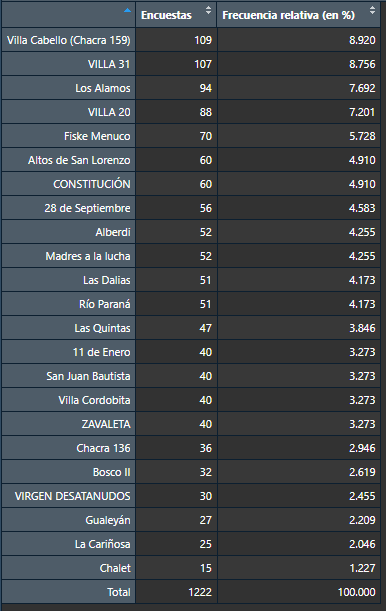 Encuestas Frecuencia relativa (en %)
Villa Cabello (Chacra 159) 109 8.920
VILLA 31 107 8.756
Los Alamos 94 7.692
VILLA 20 88 7.201
Fiske Menuco 70 5.728
Altos de San Lorenzo 60 4.910
CONSTITUCIÓN 60 4.910
28 de Septiembre 56 4.583
Alberdi 52 4.255
Madres a la lucha 52 4.255
Las Dalias 51 4.173
Río Paraná 51 4.173
Las Quintas 47 3.846
11 de Enero 40 3.273
San Juan Bautista 40 3.273
Villa Cordobita 40 3.273
ZAVALETA 40 3.273
Chacra 136 36 2.946
Bosco II 32 2.619
VIRGEN DESATANUDOS 30 2.455
Gualeyán 27 2.209
La Cariñosa 25 2.046
Chalet 15 1.227
Total 1222 100.000